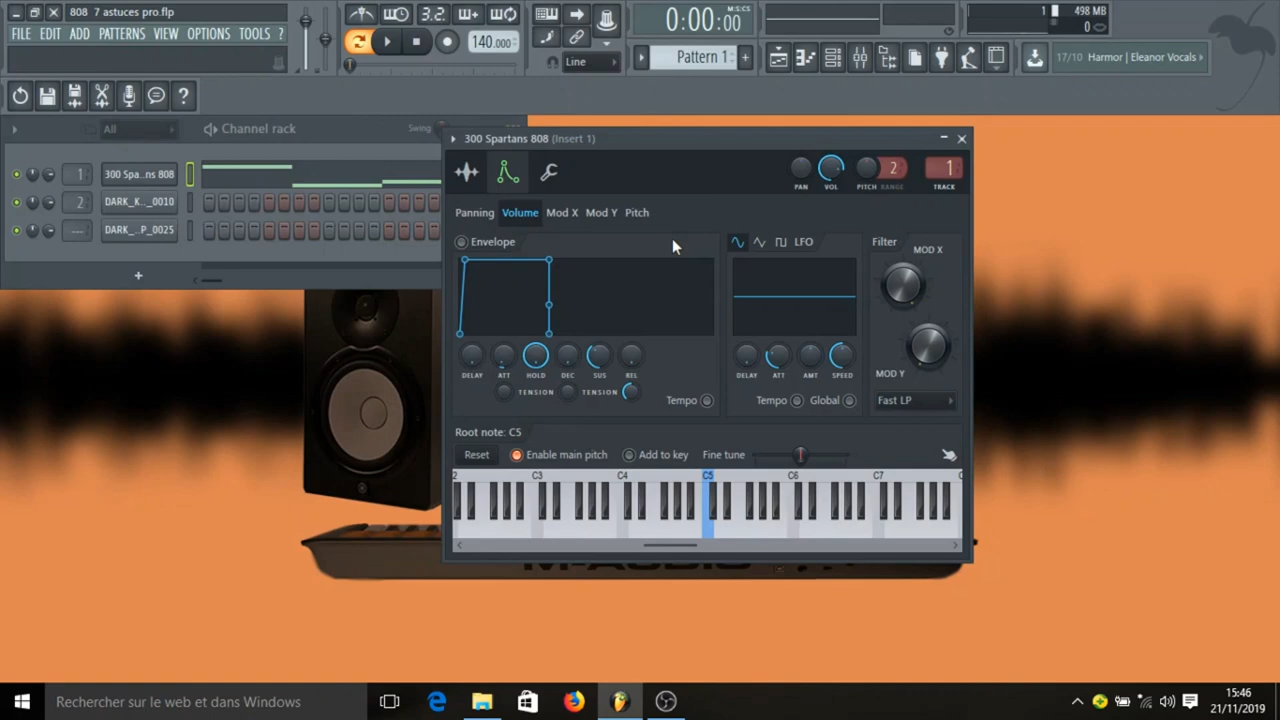 808 7 astuces pro.flp
FILE EDIT ADD PATTERNS VIEW OPTIONS TOOLS ?
3.2.
140.000
Line
0:00:00
M:S:CS
Pattern 1
1
498 MB
0
17/10 Harmor | Eleanor Vocals
All
Channel rack
Swing
1 300 Spa..ns 808
2 DARK_K.._0010
--- DARK_..P_0025
300 Spartans 808 (Insert 1)
PAN VOL PITCH 2 RANGE 1 TRACK
Panning Volume Mod X Mod Y Pitch
Envelope
LFO
Filter
MOD X
DELAY ATT HOLD DEC SUS REL
TENSION TENSION
Tempo
DELAY ATT AMT SPEED
Tempo Global
MOD Y
Fast LP
Root note: C5
Reset Enable main pitch Add to key Fine tune
2 C3 C4 C5 C6 C7 C
M-AUDIO
Rechercher sur le web et dans Windows
15:46
21/11/2019